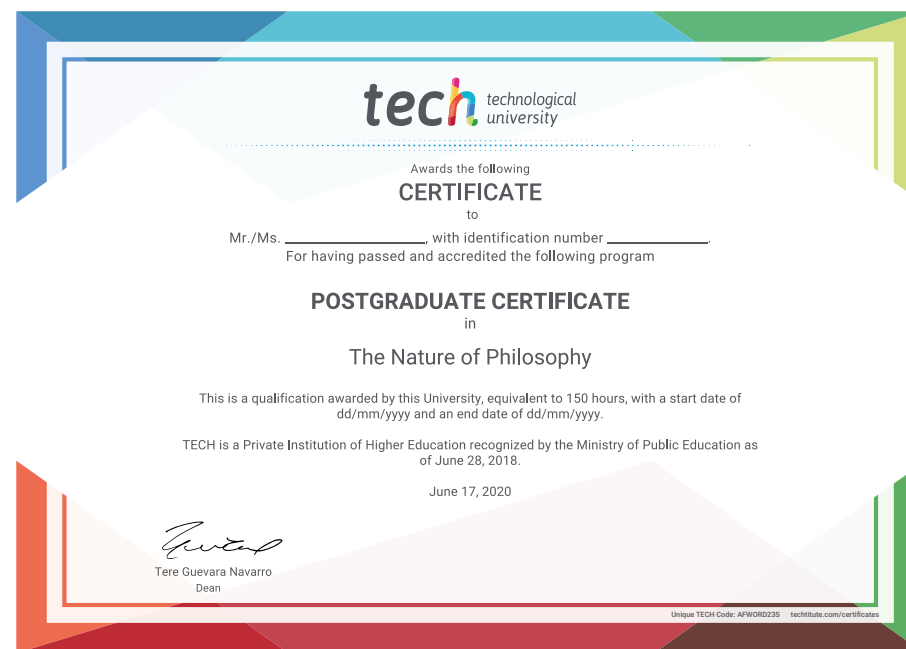 tech technological
university
Awards the following
CERTIFICATE
to
Mr./Ms. ____________________, with identification number ______________.
For having passed and accredited the following program
POSTGRADUATE CERTIFICATE
in
The Nature of Philosophy
This is a qualification awarded by this University, equivalent to 150 hours, with a start date of
dd/mm/yyyy and an end date of dd/mm/yyyy.
TECH is a Private Institution of Higher Education recognized by the Ministry of Public Education as
of June 28, 2018.
June 17, 2020
Tere Guevara Navarro
Dean
Unique TECH Code: AFWORD23S techtitute.com/certificates